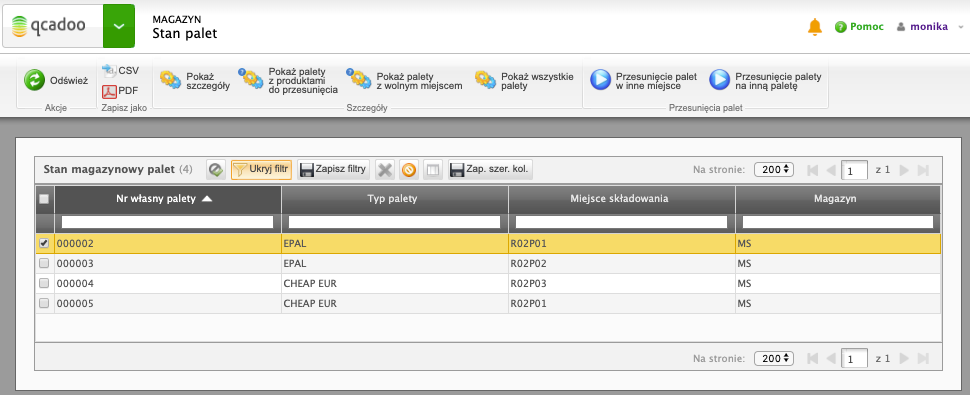 qcadoo
MAGAZYN
Stan palet
Pomoc
monika
Odśwież
CSV
PDF
Pokaż
szczegóły
Pokaż palety
z produktami
do przesunięcia
Pokaż palety
z wolnym miejscem
Pokaż wszystkie
palety
Przesunięcie palet
w inne miejsce
Przesunięcie palety
na inną paletę
Akcje
Zapisz jako
Szczegóły
Przesunięcia palet
Stan magazynowy palet (4)
Ukryj filtr
Zapisz filtry
Zap. szer. kol.
Na stronie: 200 1 z 1
Nr własny palety Typ palety Miejsce składowania Magazyn
000002 EPAL R02P01 MS
000003 EPAL R02P02 MS
000004 CHEAP EUR R02P03 MS
000005 CHEAP EUR R02P01 MS
Na stronie: 200 1 z 1